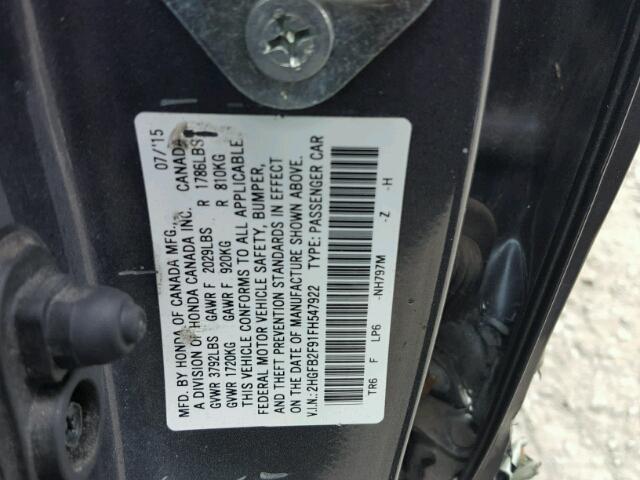 MFD. BY HONDA OF CANADA MFG., 07/'15
A DIVISION OF HONDA CANADA INC. CANADA
GVWR 3792LBS GAWR F 2029LBS R 1786LBS
GVWR 1720KG GAWR F 920KG R 810KG
THIS VEHICLE CONFORMS TO ALL APPLICABLE
FEDERAL MOTOR VEHICLE SAFETY, BUMPER,
AND THEFT PREVENTION STANDARDS IN EFFECT
ON THE DATE OF MANUFACTURE SHOWN ABOVE.
V.I.N.: 2HGFB2F91FH547922 TYPE: PASSENGER CAR
TR6 F LP6 -NH797M -Z -H